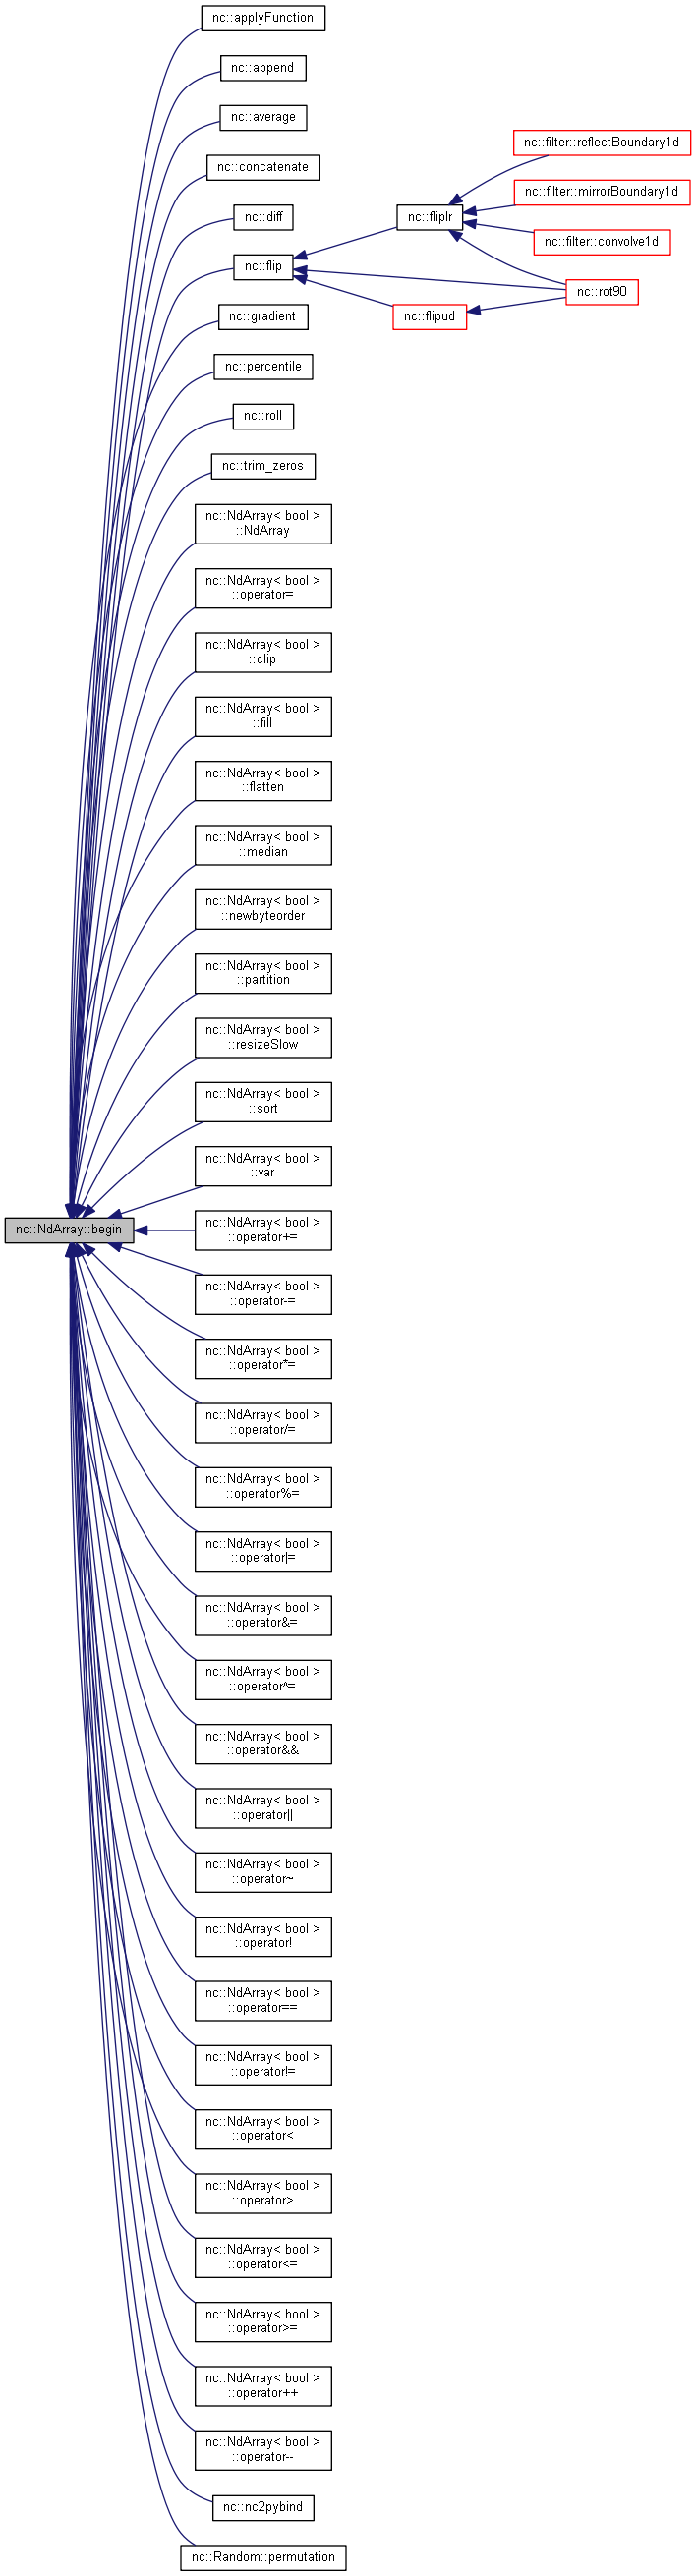 nc::applyFunction
nc::append
nc::average
nc::concatenate
nc::diff
nc::flip
nc::fliplr
nc::filter::reflectBoundary1d
nc::filter::mirrorBoundary1d
nc::filter::convolve1d
nc::rot90
nc::flipud
nc::gradient
nc::percentile
nc::roll
nc::trim_zeros
nc::NdArray< bool >
::NdArray
nc::NdArray< bool >
::operator=
nc::NdArray< bool >
::clip
nc::NdArray< bool >
::fill
nc::NdArray< bool >
::flatten
nc::NdArray< bool >
::median
nc::NdArray< bool >
::newbyteorder
nc::NdArray< bool >
::partition
nc::NdArray< bool >
::resizeSlow
nc::NdArray< bool >
::sort
nc::NdArray< bool >
::var
nc::NdArray::begin
nc::NdArray< bool >
::operator+=
nc::NdArray< bool >
::operator-=
nc::NdArray< bool >
::operator*=
nc::NdArray< bool >
::operator/=
nc::NdArray< bool >
::operator%=
nc::NdArray< bool >
::operator|=
nc::NdArray< bool >
::operator&=
nc::NdArray< bool >
::operator^=
nc::NdArray< bool >
::operator&&
nc::NdArray< bool >
::operator||
nc::NdArray< bool >
::operator~
nc::NdArray< bool >
::operator!
nc::NdArray< bool >
::operator==
nc::NdArray< bool >
::operator!=
nc::NdArray< bool >
::operator<
nc::NdArray< bool >
::operator>
nc::NdArray< bool >
::operator<=
nc::NdArray< bool >
::operator>=
nc::NdArray< bool >
::operator++
nc::NdArray< bool >
::operator--
nc::nc2pybind
nc::Random::permutation